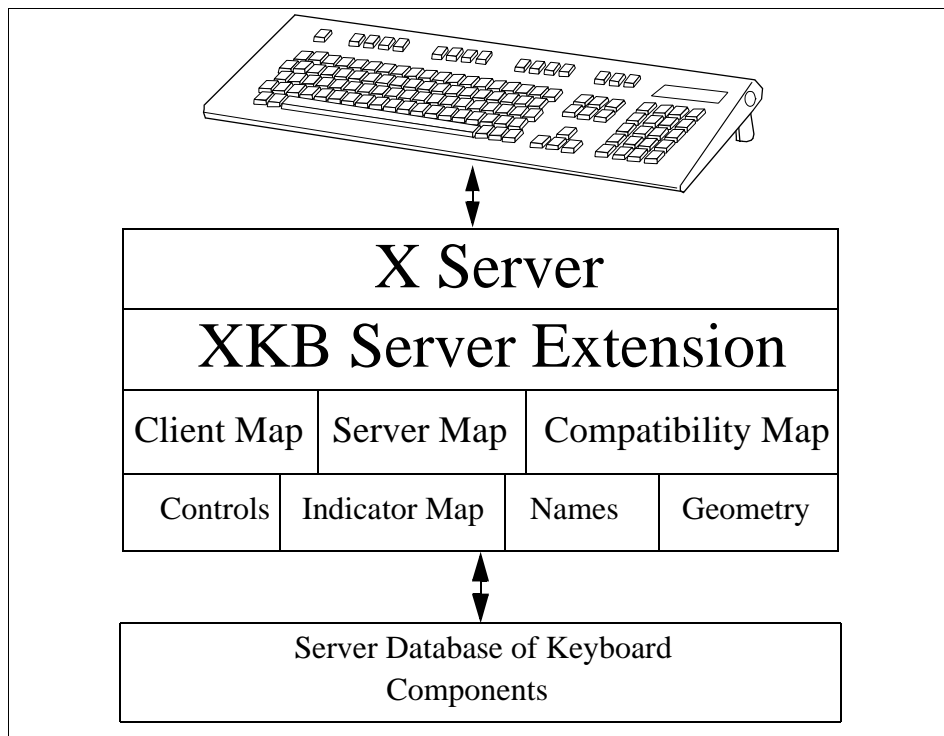 X Server
XKB Server Extension
Client Map Server Map Compatibility Map
Controls Indicator Map Names Geometry
Server Database of Keyboard
Components